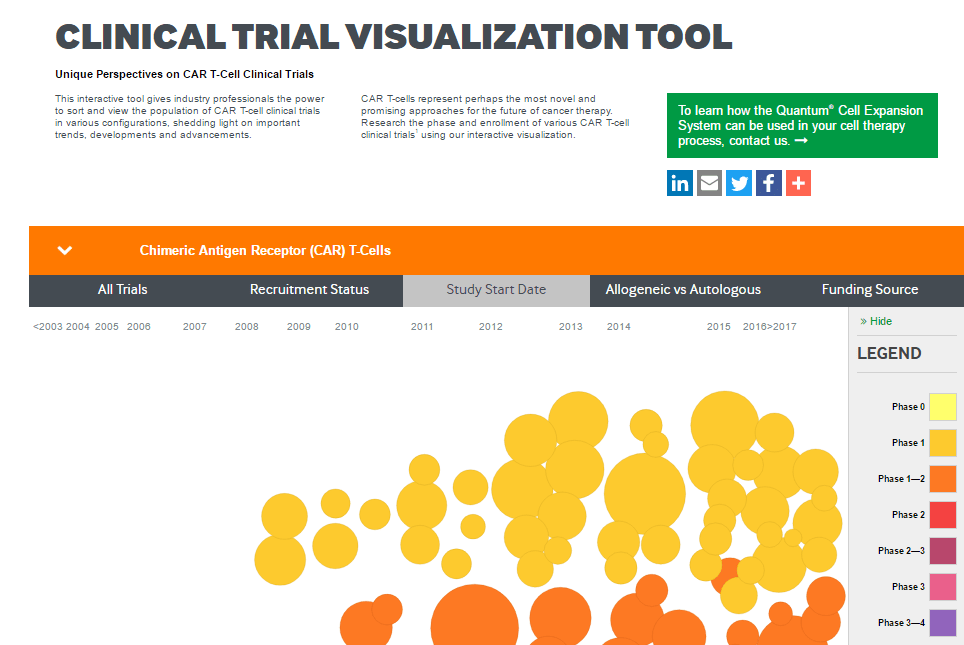 CLINICAL TRIAL VISUALIZATION TOOL
Unique Perspectives on CAR T-Cell Clinical Trials
This interactive tool gives industry professionals the power
to sort and view the population of CAR T-cell clinical trials
in various configurations, shedding light on important
trends, developments and advancements.
CAR T-cells represent perhaps the most novel and
promising approaches for the future of cancer therapy.
Research the phase and enrollment of various CAR T-cell
clinical trials¹ using our interactive visualization.
To learn how the Quantum® Cell Expansion
System can be used in your cell therapy
process, contact us. →
in
Chimeric Antigen Receptor (CAR) T-Cells
All Trials Recruitment Status Study Start Date Allogeneic vs Autologous Funding Source
<2003 2004 2005 2006 2007 2008 2009 2010 2011 2012 2013 2014 2015 2016>2017
» Hide
LEGEND
Phase 0
Phase 1
Phase 1—2
Phase 2
Phase 2—3
Phase 3
Phase 3—4